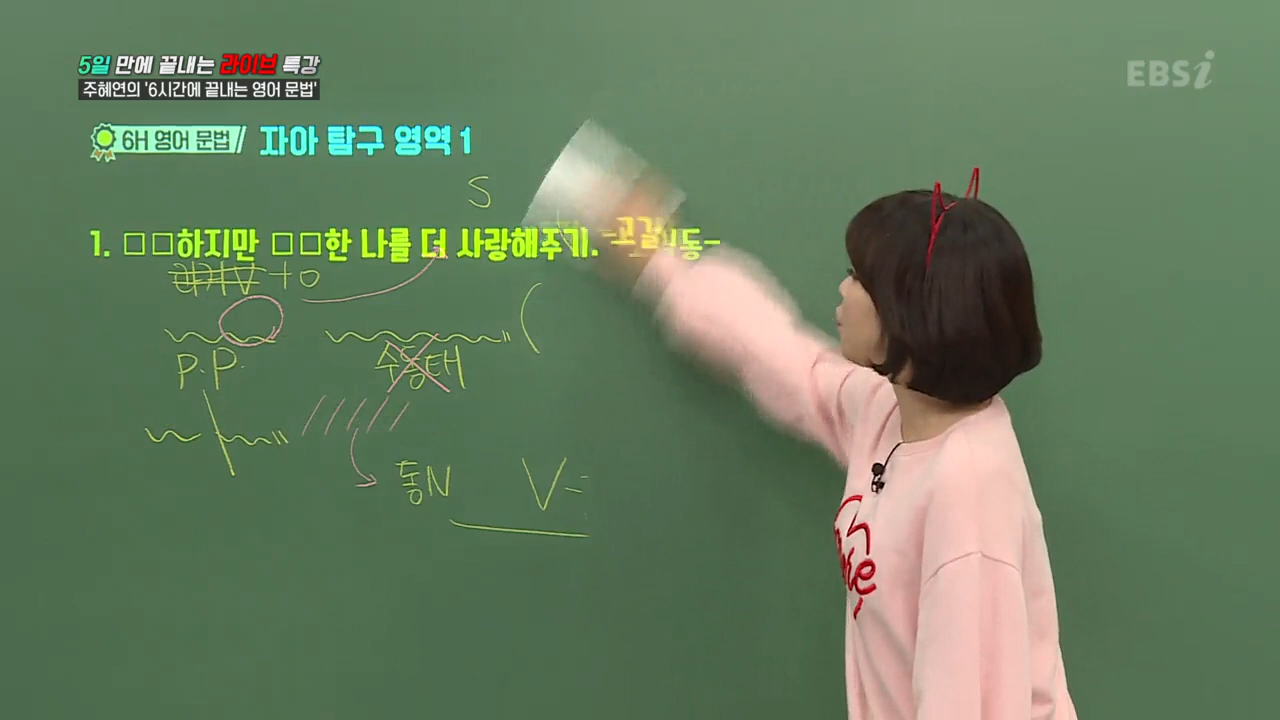 5일 만에 끝내는 라이브 특강
주혜연의 '6시간에 끝내는 영어 문법'
EBSi
6H 영어 문법 자아 탐구 영역 1
S
1. □□하지만 □□한 나를 더 사랑해주기. -고길동-
+ O
P.P.
수동태
동N V-